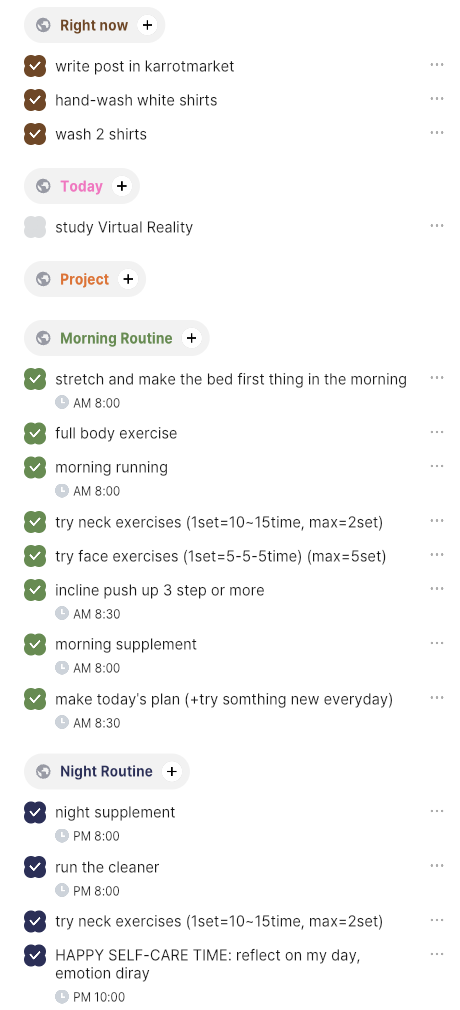 Right now +
write post in karrotmarket
hand-wash white shirts
wash 2 shirts
Today +
study Virtual Reality
Project +
Morning Routine +
stretch and make the bed first thing in the morning
AM 8:00
full body exercise
morning running
AM 8:00
try neck exercises (1set=10~15time, max=2set)
try face exercises (1set=5-5-5time) (max=5set)
incline push up 3 step or more
AM 8:30
morning supplement
AM 8:00
make today's plan (+try somthing new everyday)
AM 8:30
Night Routine +
night supplement
PM 8:00
run the cleaner
PM 8:00
try neck exercises (1set=10~15time, max=2set)
HAPPY SELF-CARE TIME: reflect on my day,
emotion diray
PM 10:00